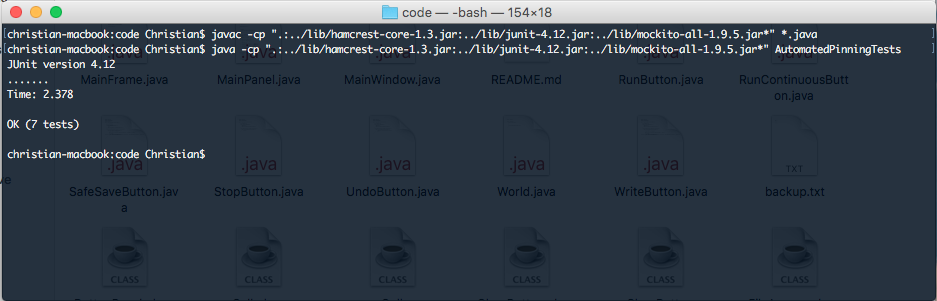 code — -bash — 154×18
[christian-macbook:code Christian$ javac -cp ".:../lib/hamcrest-core-1.3.jar:../lib/junit-4.12.jar:../lib/mockito-all-1.9.5.jar*" *.java ]
[christian-macbook:code Christian$ java -cp ".:../lib/hamcrest-core-1.3.jar:../lib/junit-4.12.jar:../lib/mockito-all-1.9.5.jar*" AutomatedPinningTests ]
JUnit version 4.12
.......
Time: 2.378
OK (7 tests)
christian-macbook:code Christian$
MainFrame.java MainPanel.java MainWindow.java README.md RunButton.java RunContinuousButt
on.java
.java .java .java .java .java TXT
SafeSaveButton.jav StopButton.java UndoButton.java World.java WriteButton.java backup.txt
a
CLASS CLASS CLASS CLASS CLASS CLASS